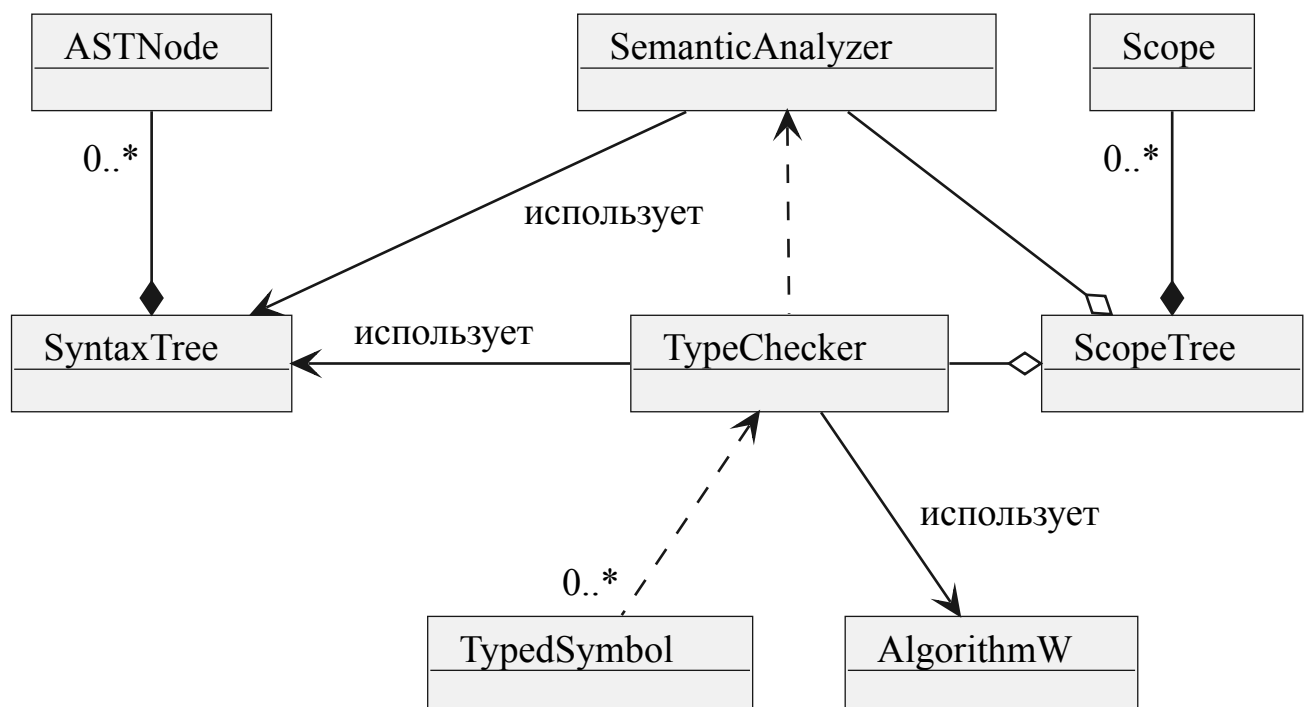 ASTNode
SemanticAnalyzer
Scope
0..*
0..*
использует
использует
SyntaxTree
TypeChecker
ScopeTree
использует
0..*
TypedSymbol
AlgorithmW